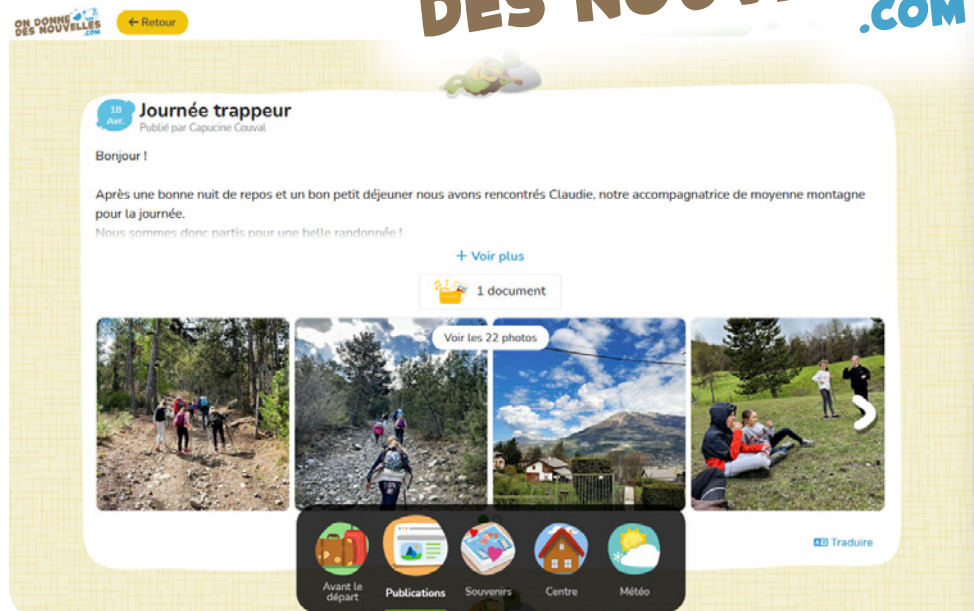 ON DONNE
DES NOUVELLES
.COM
← Retour
DES NOUV
.COM
18
Avr.
Journée trappeur
Publié par Capucine Couval
Bonjour !
Après une bonne nuit de repos et un bon petit déjeuner nous avons rencontrés Claudie, notre accompagnatrice de moyenne montagne
pour la journée.
Nous sommes donc partis pour une belle randonnée !
+ Voir plus
1 document
Voir les 22 photos
Traduire
Avant le
départ
Publications
Souvenirs
Centre
Météo